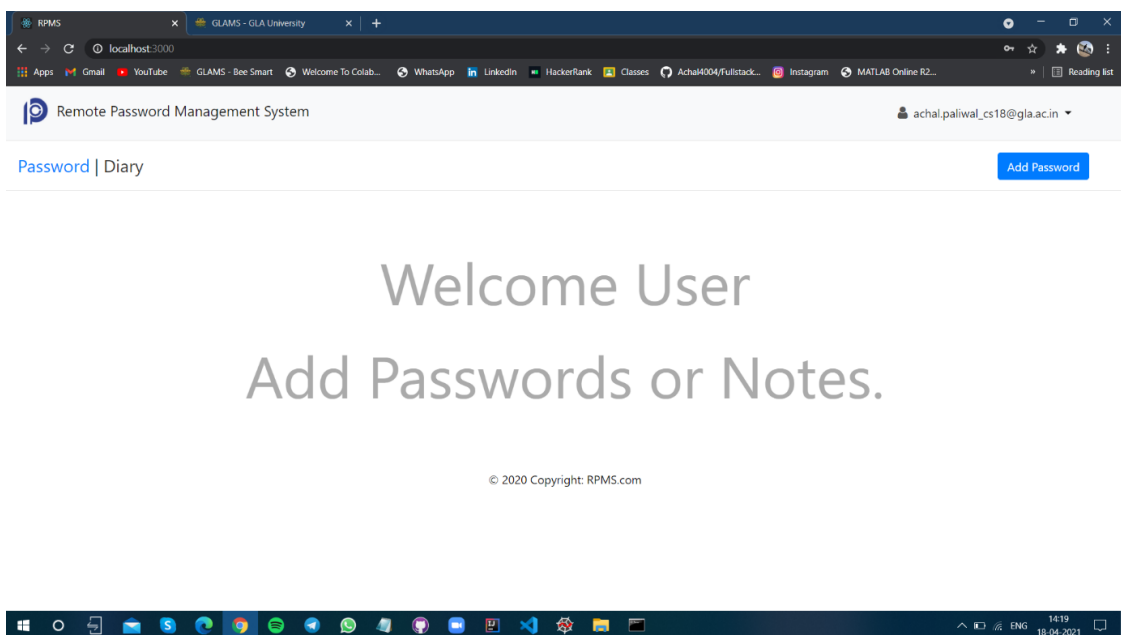 RPMS GLAMS - GLA University
localhost:3000
Apps Gmail YouTube GLAMS - Bee Smart Welcome To Colab... WhatsApp LinkedIn HackerRank Classes Achal4004/Fullstack... Instagram MATLAB Online R2... » Reading list
Remote Password Management System achal.paliwal_cs18@gla.ac.in
Password | Diary Add Password
Welcome User
Add Passwords or Notes.
© 2020 Copyright: RPMS.com
ENG 14:19
18-04-2021